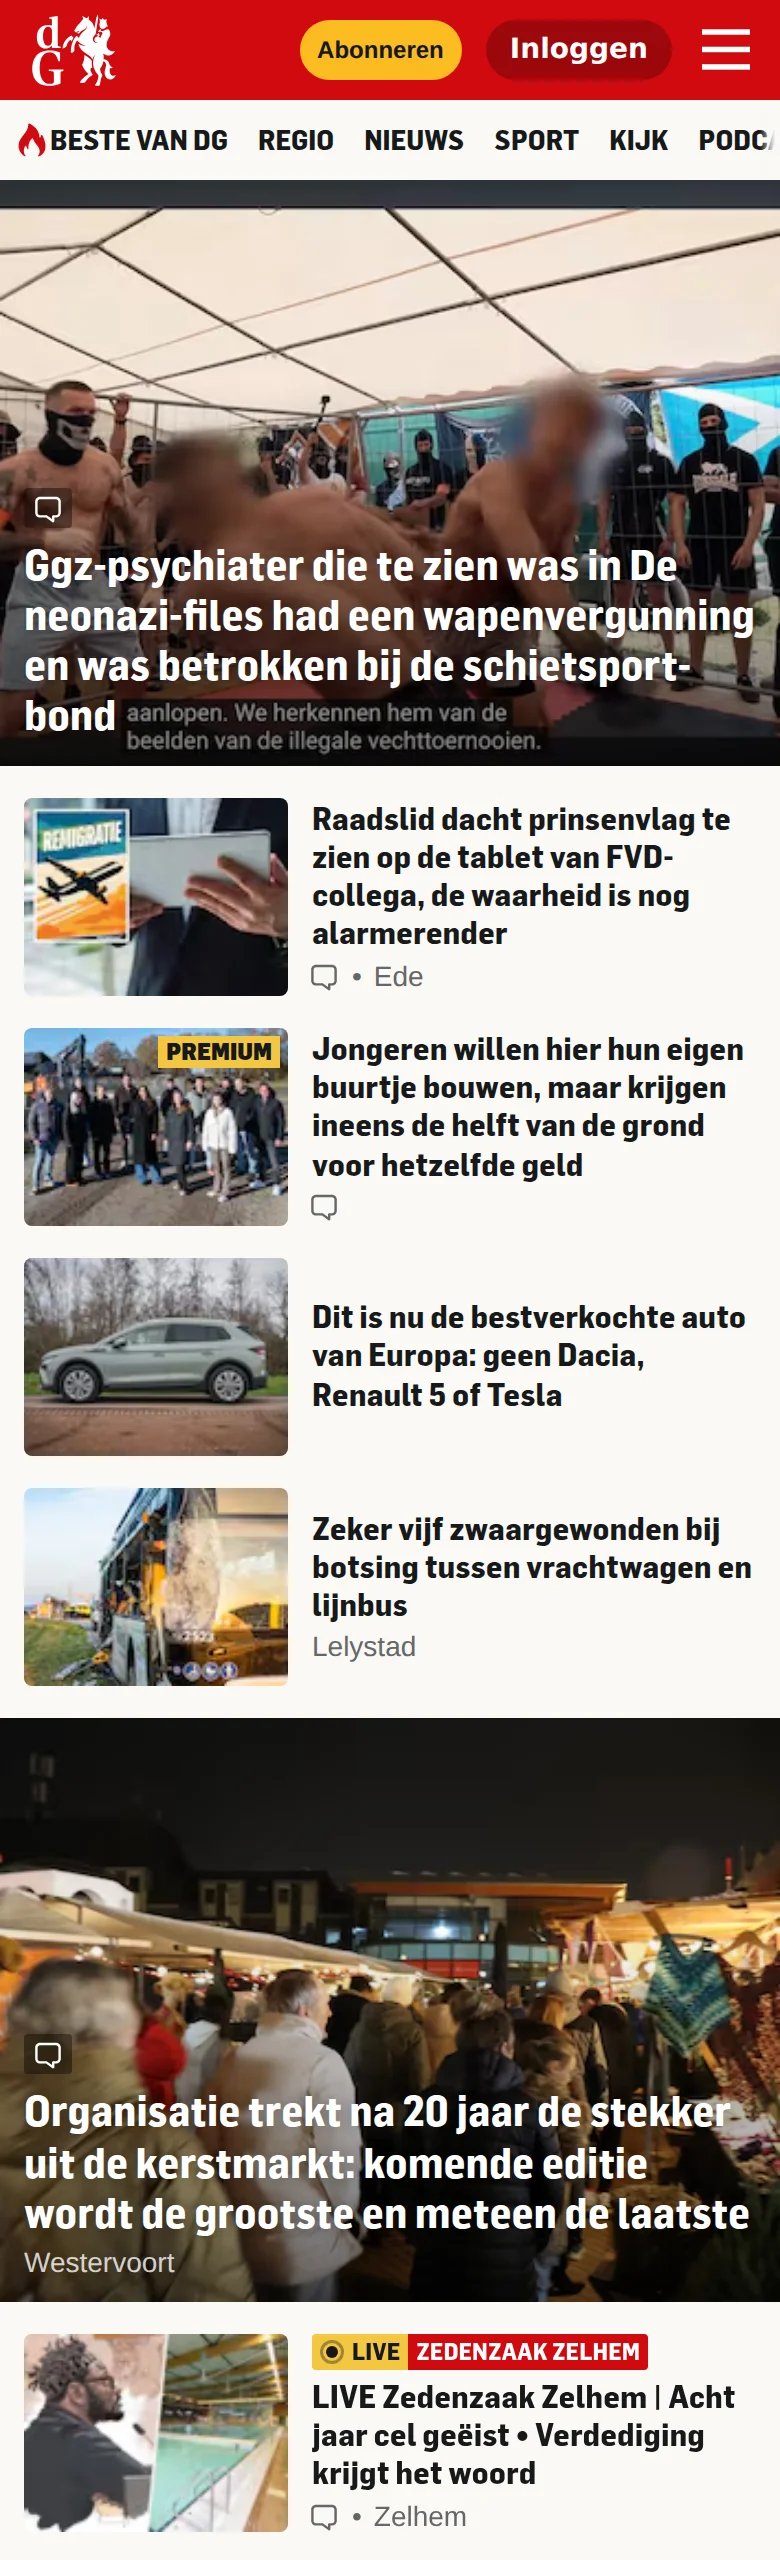 dG
Abonneren
Inloggen
BESTE VAN DG REGIO NIEUWS SPORT KIJK PODCA
Ggz-psychiater die te zien was in De
neonazi-files had een wapenvergunning
en was betrokken bij de schietsport-
bond
aanlopen. We herkennen hem van de
beelden van de illegale vechttoernooien.
REMIGRATIE
Raadslid dacht prinsenvlag te
zien op de tablet van FVD-
collega, de waarheid is nog
alarmerender
• Ede
PREMIUM
Jongeren willen hier hun eigen
buurtje bouwen, maar krijgen
ineens de helft van de grond
voor hetzelfde geld
Dit is nu de bestverkochte auto
van Europa: geen Dacia,
Renault 5 of Tesla
Zeker vijf zwaargewonden bij
botsing tussen vrachtwagen en
lijnbus
Lelystad
Organisatie trekt na 20 jaar de stekker
uit de kerstmarkt: komende editie
wordt de grootste en meteen de laatste
Westervoort
LIVE ZEDENZAAK ZELHEM
LIVE Zedenzaak Zelhem | Acht
jaar cel geëist • Verdediging
krijgt het woord
• Zelhem